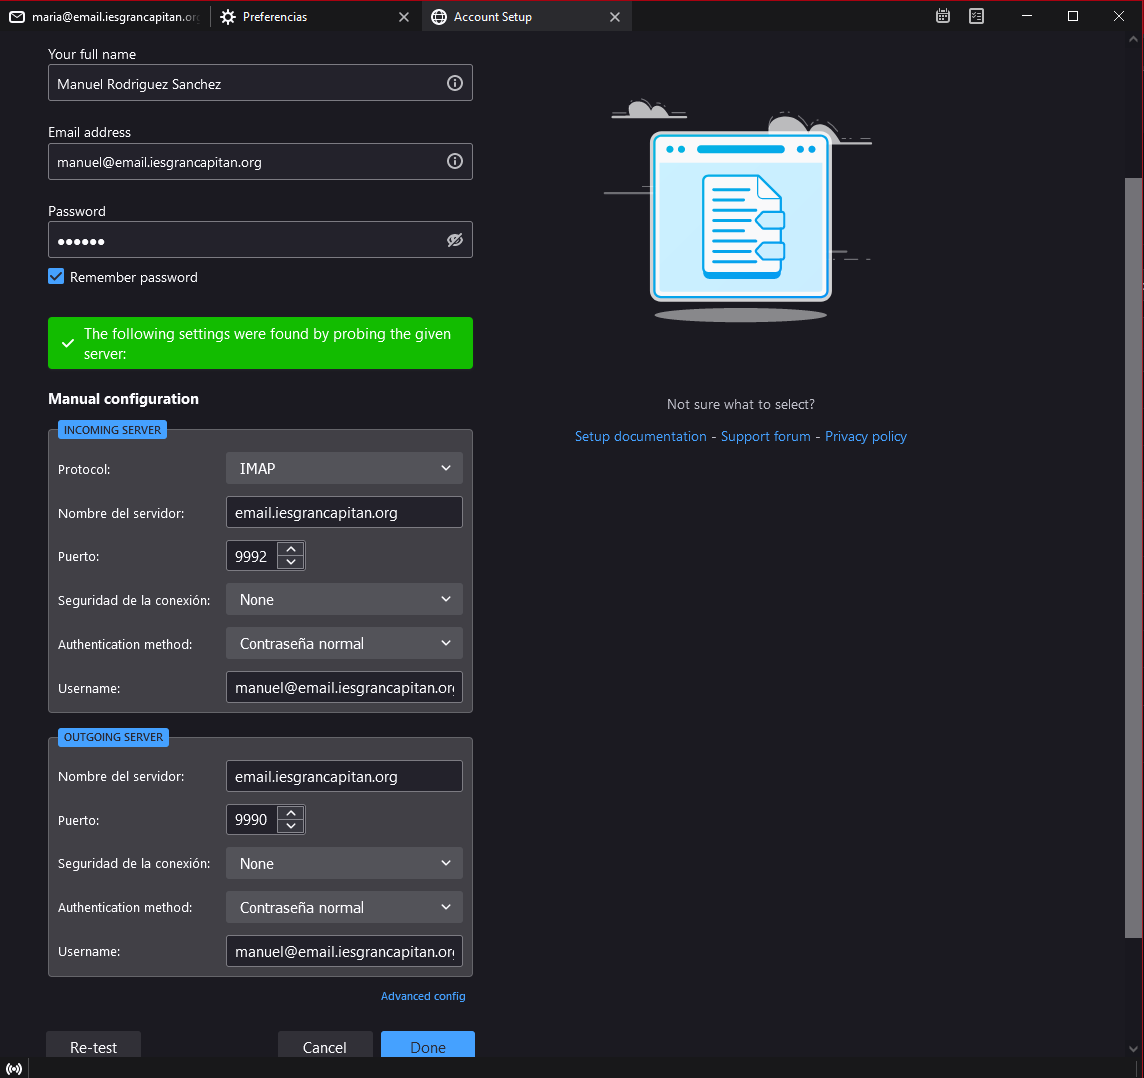 maria@email.iesgrancapitan.or
Preferencias
Account Setup
Your full name
Manuel Rodriguez Sanchez
Email address
manuel@email.iesgrancapitan.org
Password
••••••
Remember password
The following settings were found by probing the given
server:
Manual configuration
INCOMING SERVER
Protocol:
IMAP
Nombre del servidor:
email.iesgrancapitan.org
Puerto:
9992
Seguridad de la conexión:
None
Authentication method:
Contraseña normal
Username:
manuel@email.iesgrancapitan.or
OUTGOING SERVER
Nombre del servidor:
email.iesgrancapitan.org
Puerto:
9990
Seguridad de la conexión:
None
Authentication method:
Contraseña normal
Username:
manuel@email.iesgrancapitan.or
Advanced config
Re-test
Cancel
Done
Not sure what to select?
Setup documentation - Support forum - Privacy policy